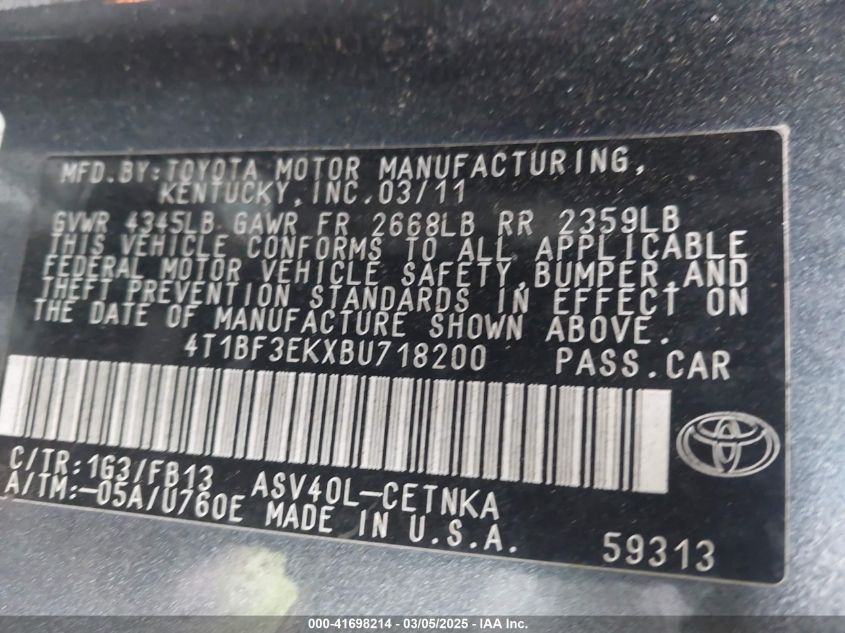 MFD.BY:TOYOTA MOTOR MANUFACTURING,
KENTUCKY,INC.03/11
GVWR 4345LB GAWR FR 2668LB RR 2359LB
THIS VEHICLE CONFORMS TO ALL APPLICABLE
FEDERAL MOTOR VEHICLE SAFETY,BUMPER,AND
THEFT PREVENTION STANDARDS IN EFFECT ON
THE DATE OF MANUFACTURE SHOWN ABOVE.
4T1BF3EKXBU718200 PASS.CAR
C/TR:1G3/FB13 ASV40L-CETNKA
A/TM:-05A/U760E MADE IN U.S.A.
59313
000-41698214 - 03/05/2025 - IAA Inc.